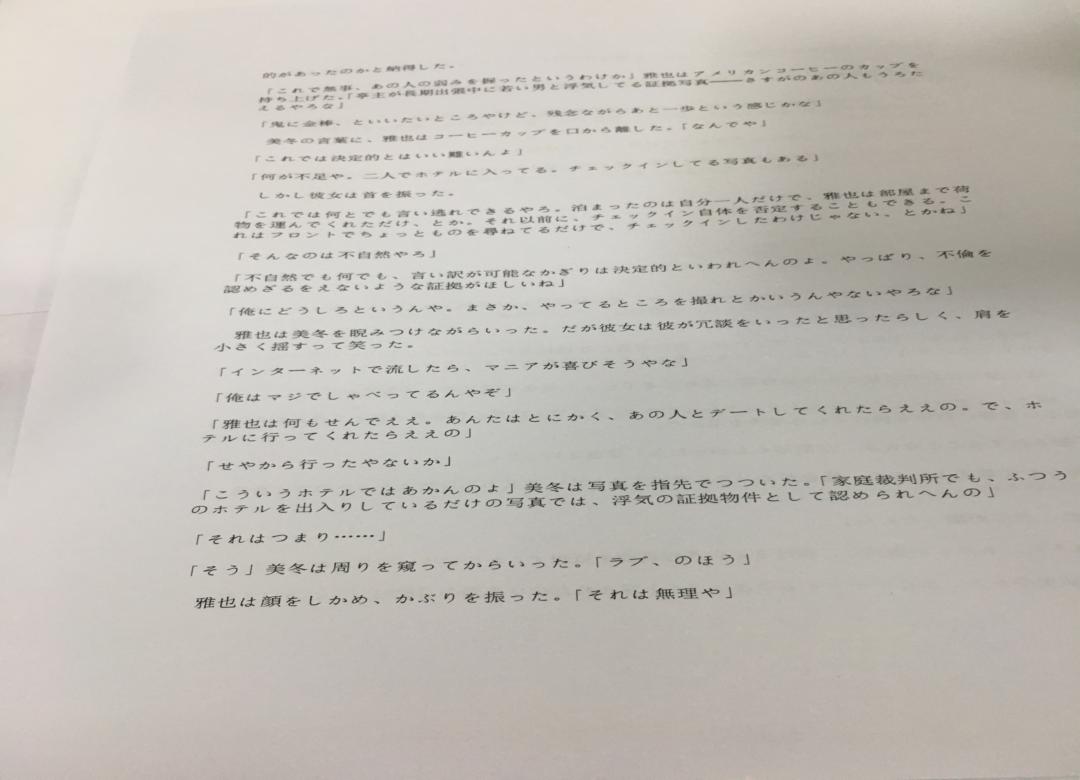 的があったのかと納得した。
「これで無事、あの人の弱みを握ったというわけか」雅也はアメリカンコーヒーのカップを
持ち上げた。「亭主が長期出張中に若い男と浮気してる証拠写真――さすがのあの人もうろた
えるやろな」
「鬼に金棒、といいたいところやけど、残念ながらあと一歩という感じかな」
美冬の言葉に、雅也はコーヒーカップを口から離した。「なんでや」
「これでは決定的とはいい難いんよ」
「何が不足や。二人でホテルに入ってる。チェックインしてる写真もある」
しかし彼女は首を振った。
「これでは何とでも言い逃れできるやろ。泊まったのは自分一人だけで、雅也は部屋まで荷
物を運んでくれただけ、とか。それ以前に、チェックイン自体を否定することもできる。こ
れはフロントでちょっとものを尋ねてるだけで、チェックインしたわけじゃない、とかね」
「そんなのは不自然やろ」
「不自然でも何でも、言い訳が可能なかぎりは決定的といわれへんのよ。やっぱり、不倫を
認めざるをえないような証拠がほしいね」
「俺にどうしろというんや。まさか、やってるところを撮れとかいうんやないやろな」
雅也は美冬を睨みつけながらいった。だが彼女は彼が冗談をいったと思ったらしく、肩を
小さく揺すって笑った。
「インターネットで流したら、マニアが喜びそうやな」
「俺はマジでしゃべってるんやぞ」
「雅也は何もせんでええ。あんたはとにかく、あの人とデートしてくれたらええの。で、ホ
テルに行ってくれたらええの」
「せやから行ったやないか」
「こういうホテルではあかんのよ」美冬は写真を指先でつついた。「家庭裁判所でも、ふつう
のホテルを出入りしているだけの写真では、浮気の証拠物件として認められへんの」
「それはつまり……」
「そう」美冬は周りを窺ってからいった。「ラブ、のほう」
雅也は顔をしかめ、かぶりを振った。「それは無理や」